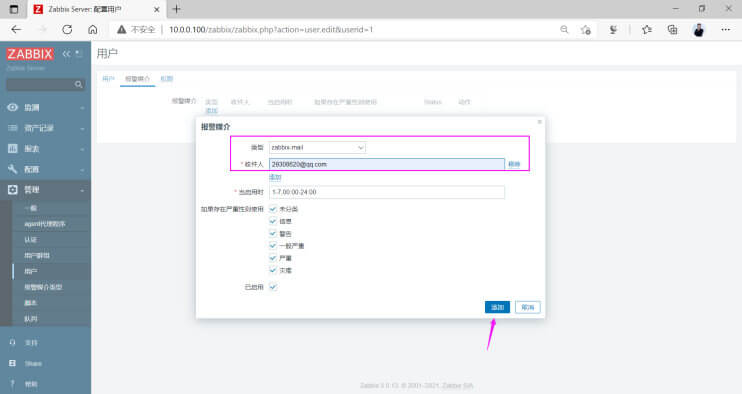 Zabbix Server: 配置用户
不安全 | 10.0.0.100/zabbix/zabbix.php?action=user.edit&userid=1
ZABBIX
Zabbix Server
用户
用户 报警媒介 权限
报警媒介 类型 收件人 当启用时 如果存在严重性则使用 Status 动作
添加
监测
资产记录
报表
配置
管理
一般
agent代理程序
认证
用户群组
用户
报警媒介类型
脚本
队列
支持
Share
帮助
报警媒介
类型 zabbix-mail
* 收件人 28308620@qq.com 移除
添加
* 当启用时 1-7,00:00-24:00
如果存在严重性则使用 未分类
信息
警告
一般严重
严重
灾难
已启用
添加 取消
Zabbix 5.0.13. © 2001–2021, Zabbix SIA